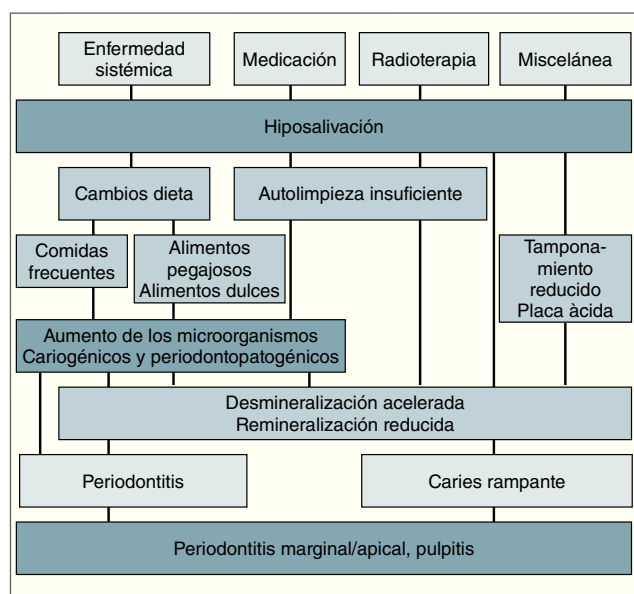 Enfermedad
sistémica
Medicación
Radioterapia
Miscelánea
Hiposalivación
Cambios dieta
Autolimpieza insuficiente
Comidas
frecuentes
Alimentos
pegajosos
Alimentos dulces
Tampona-
miento
reducido
Placa àcida
Aumento de los microorganismos
Cariogénicos y periodontopatogénicos
Desmineralización acelerada
Remineralización reducida
Periodontitis
Caries rampante
Periodontitis marginal/apical, pulpitis